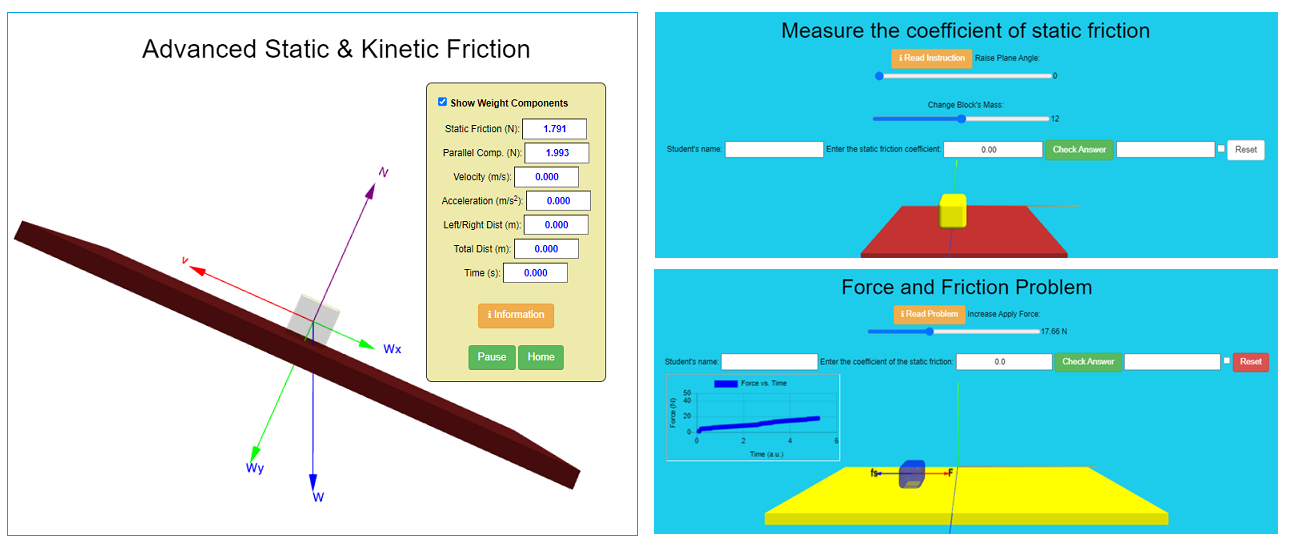 Advanced Static & Kinetic Friction
Show Weight Components
Static Friction (N): 1.791
Parallel Comp. (N): 1.993
Velocity (m/s): 0.000
Acceleration (m/s²): 0.000
Left/Right Dist (m): 0.000
Total Dist (m): 0.000
Time (s): 0.000
i Information
Pause Home
N
v
Wx
Wy
W
Measure the coefficient of static friction
i Read Instruction Raise Plane Angle:
0
Change Block's Mass:
12
Student's name: Enter the static friction coefficient: 0.00 Check Answer Reset
Force and Friction Problem
i Read Problem Increase Apply Force:
17.66 N
Student's name: Enter the coefficient of the static friction: 0.0 Check Answer Reset
Force vs. Time
50
40
20
0
Force (N)
0 2 4 6
Time (a.u.)
fs F